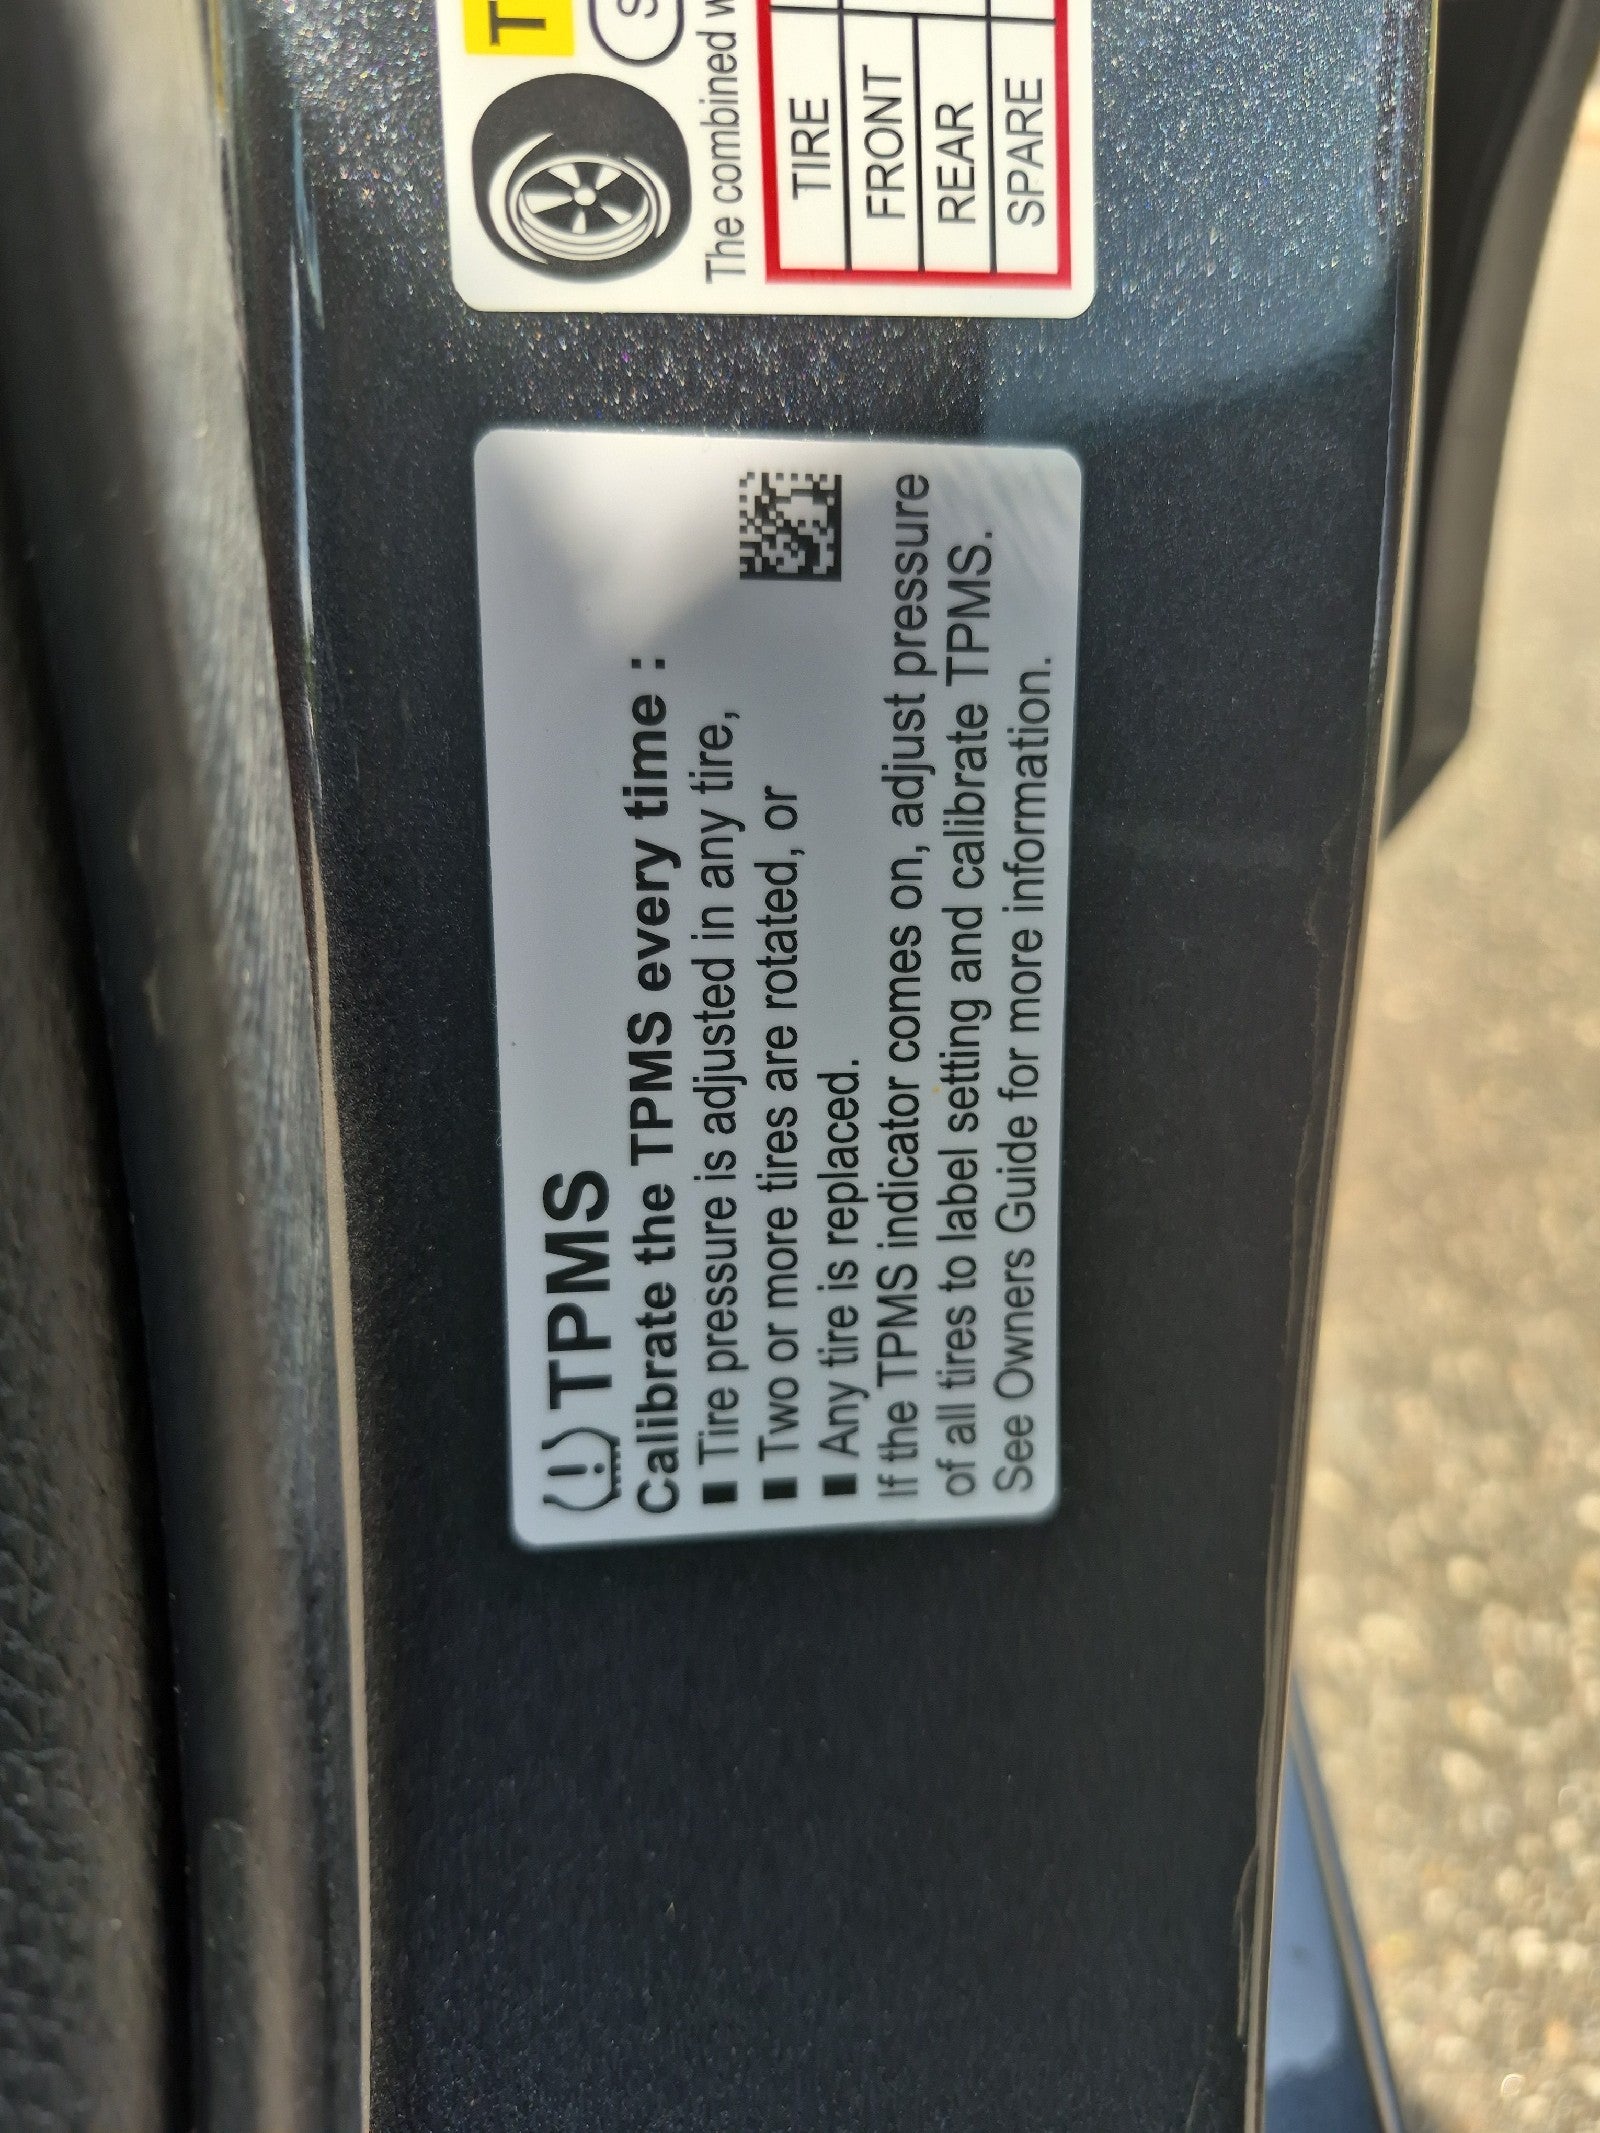 TPMS
Calibrate the TPMS every time :
■ Tire pressure is adjusted in any tire,
■ Two or more tires are rotated, or
■ Any tire is replaced.
If the TPMS indicator comes on, adjust pressure
of all tires to label setting and calibrate TPMS.
See Owners Guide for more information.
T
S
The combined w
TIRE
FRONT
REAR
SPARE